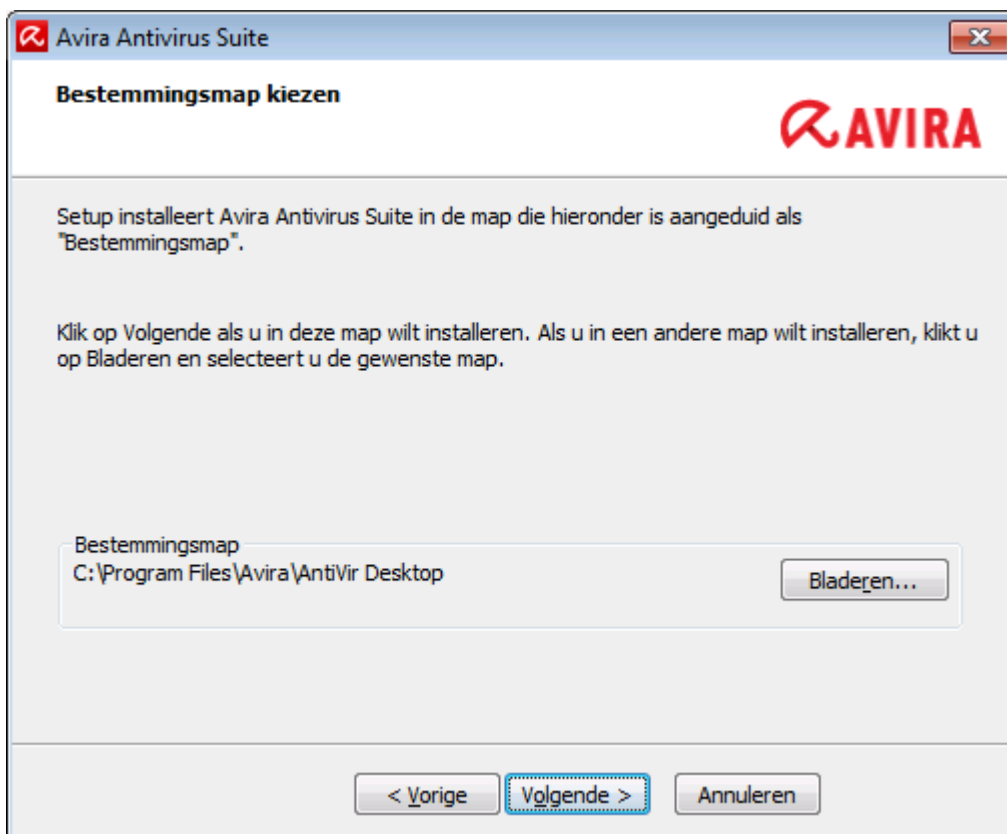 Avira Antivirus Suite
Bestemmingsmap kiezen
AVIRA
Setup installeert Avira Antivirus Suite in de map die hieronder is aangeduid als
"Bestemmingsmap".
Klik op Volgende als u in deze map wilt installeren. Als u in een andere map wilt installeren, klikt u
op Bladeren en selecteert u de gewenste map.
Bestemmingsmap
C:\Program Files\Avira\AntiVir Desktop
Bladeren...
< Vorige
Volgende >
Annuleren